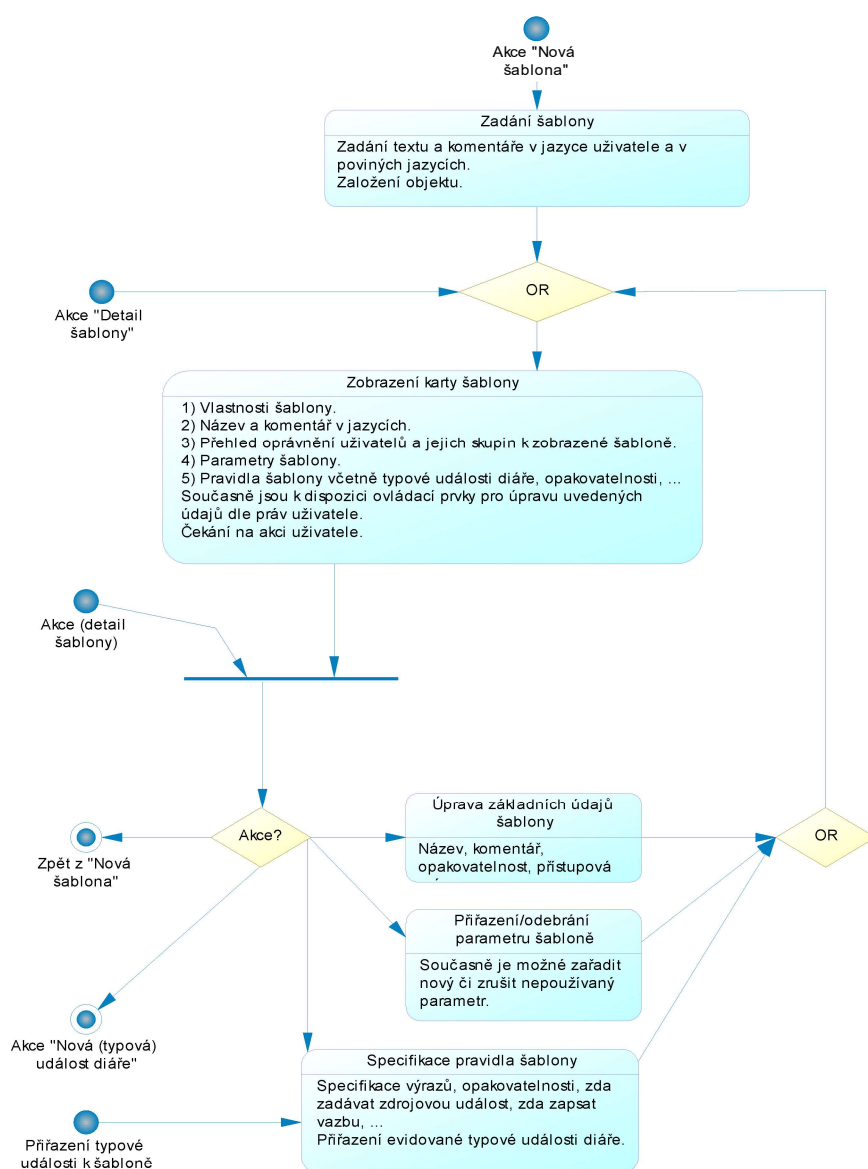 Akce "Nová
šablona"
Zadání šablony
Zadání textu a komentáře v jazyce uživatele a v
poviných jazycích.
Založení objektu.
OR
Akce "Detail
šablony"
Zobrazení karty šablony
1) Vlastnosti šablony.
2) Název a komentář v jazycích.
3) Přehled oprávnění uživatelů a jejich skupin k zobrazené šabloně.
4) Parametry šablony.
5) Pravidla šablony včetně typové události diáře, opakovatelnosti, ...
Současně jsou k dispozici ovládací prvky pro úpravu uvedených
údajů dle práv uživatele.
Čekání na akci uživatele.
Akce (detail
šablony)
Akce?
Zpět z "Nová
šablona"
Úprava základních údajů
šablony
Název, komentář,
opakovatelnost, přístupová
OR
Přiřazení/odebrání
parametru šabloně
Současně je možné zařadit
nový či zrušit nepoužívaný
parametr.
Akce "Nová (typová)
událost diáře"
Specifikace pravidla šablony
Specifikace výrazů, opakovatelnosti, zda
zadávat zdrojovou událost, zda zapsat
vazbu, ...
Přiřazení evidované typové události diáře.
Přiřazení typové
události k šabloně